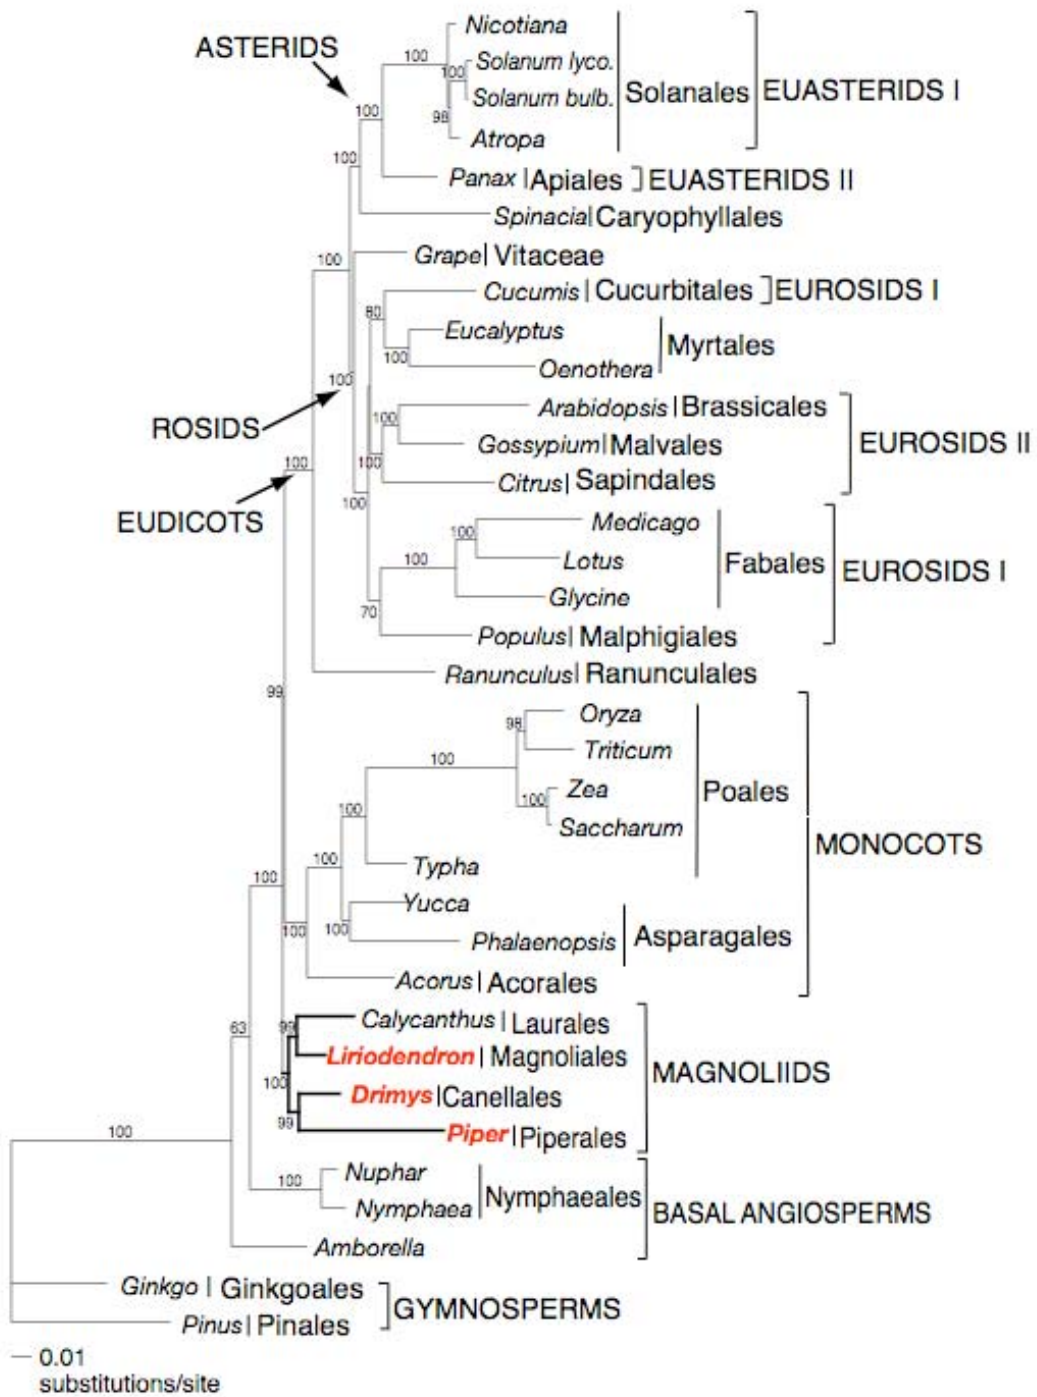 Nicotiana
ASTERIDS
100
Solanum lyco.
100
Solanales
EUASTERIDS I
Solanum bulb.
100
98
Atropa
100
Panax
Apiales
EUASTERIDS II
Spinacia
Caryophyllales
100
Grape
Vitaceae
Cucumis
Cucurbitales
EUROSIDS I
80
Eucalyptus
100
Myrtales
Oenothera
100
ROSIDS
Arabidopsis
Brassicales
100
Gossypium
Malvales
EUROSIDS II
100
100
Citrus
Sapindales
EUDICOTS
100
Medicago
100
Lotus
Fabales
100
EUROSIDS I
Glycine
70
Populus
Malphigiales
Ranunculus
Ranunculales
99
Oryza
98
Triticum
100
Zea
Poales
100
Saccharum
100
MONOCOTS
100
Typha
100
Yucca
100
100
Phalaenopsis
Asparagales
Acorus
Acorales
Calycanthus
Laurales
63
99
Liriodendron
Magnoliales
MAGNOLIIDS
100
Drimys
Canellales
99
Piper
Piperales
100
Nuphar
100
Nymphaea
Nymphaeales
BASAL ANGIOSPERMS
Amborella
Ginkgo
Ginkgoales
GYMNOSPERMS
Pinus
Pinales
0.01
substitutions/site